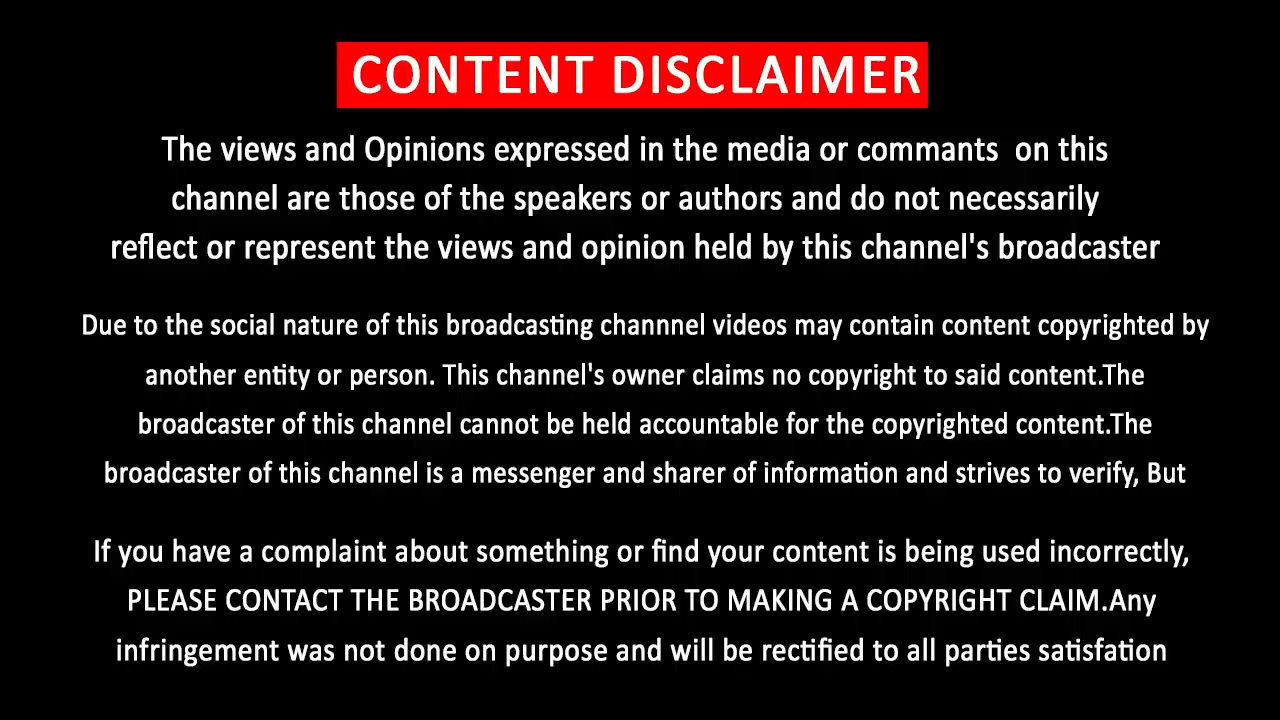 CONTENT DISCLAIMER
The views and Opinions expressed in the media or commants on this
channel are those of the speakers or authors and do not necessarily
reflect or represent the views and opinion held by this channel's broadcaster
Due to the social nature of this broadcasting channnel videos may contain content copyrighted by
another entity or person. This channel's owner claims no copyright to said content.The
broadcaster of this channel cannot be held accountable for the copyrighted content.The
broadcaster of this channel is a messenger and sharer of information and strives to verify, But
If you have a complaint about something or find your content is being used incorrectly,
PLEASE CONTACT THE BROADCASTER PRIOR TO MAKING A COPYRIGHT CLAIM.Any
infringement was not done on purpose and will be rectified to all parties satisfation